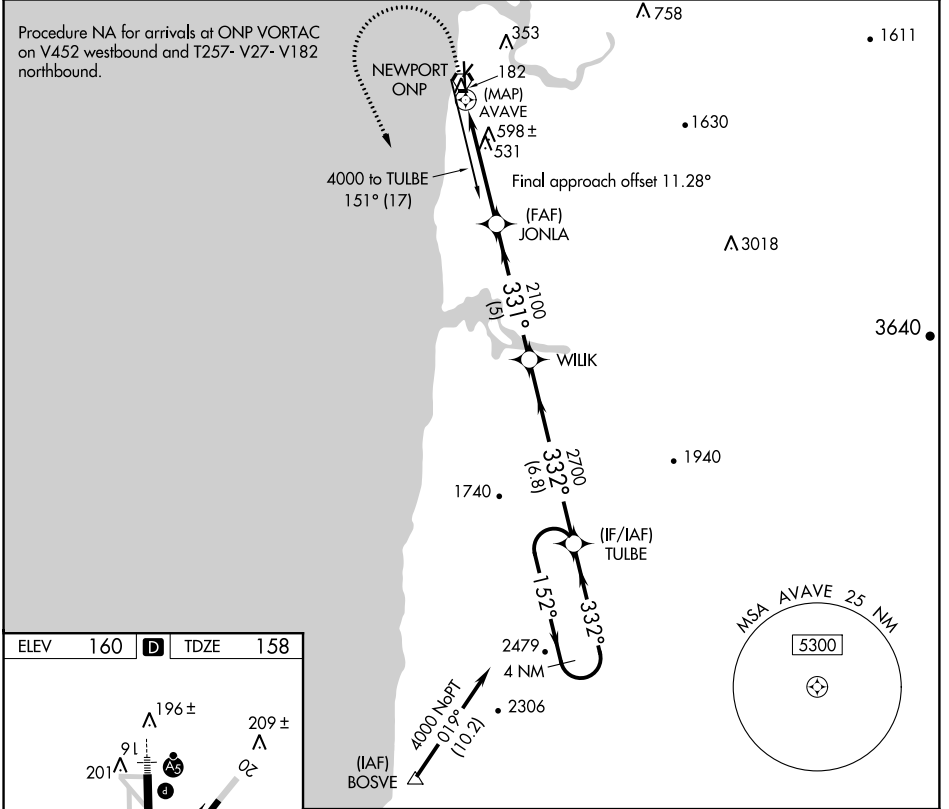 Procedure NA for arrivals at ONP VORTAC
on V452 westbound and T257- V27- V182
northbound.
758
353
1611
NEWPORT
ONP
182
(MAP)
AVAVE
598±
531
1630
4000 to TULBE
151° (17)
Final approach offset 11.28°
(FAF)
JONLA
3018
2100
331°
(5)
3640
WILIK
2700
332°
(6.8)
1940
1740
(IF/IAF)
TULBE
152°
332°
MSA AVAVE 25 NM
5300
2479
4 NM
2306
4000 NoPT
019°
(10.2)
(IAF)
BOSVE
ELEV 160 D TDZE 158
196±
209±
16
201
A5
P
20